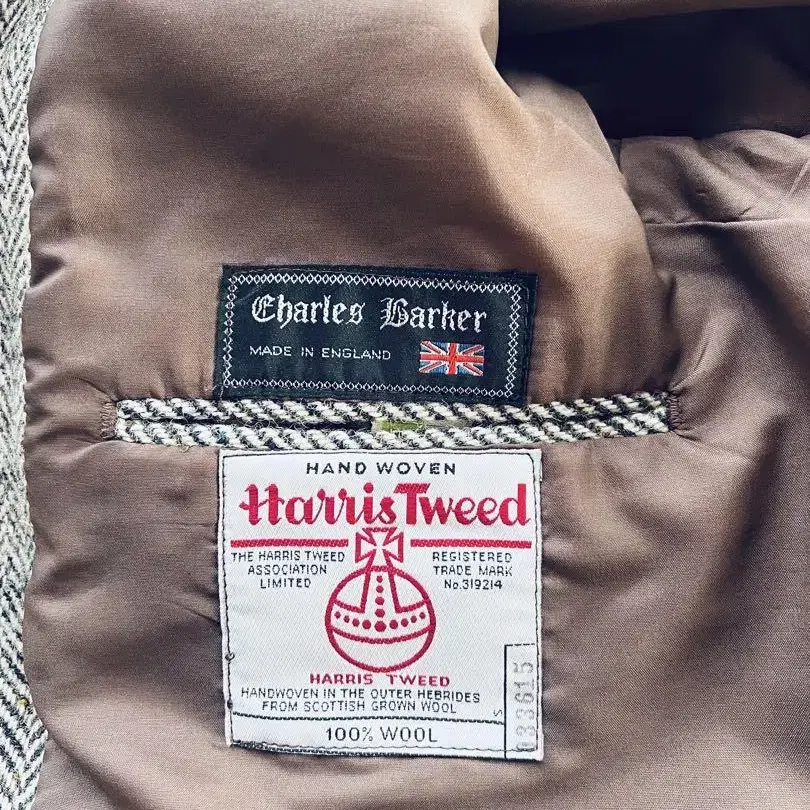 Charles Barker
MADE IN ENGLAND
HAND WOVEN
Harris Tweed
THE HARRIS TWEED
ASSOCIATION
LIMITED
REGISTERED
TRADE MARK
No.319214
HARRIS TWEED
HANDWOVEN IN THE OUTER HEBRIDES
FROM SCOTTISH GROWN WOOL
100% WOOL
S